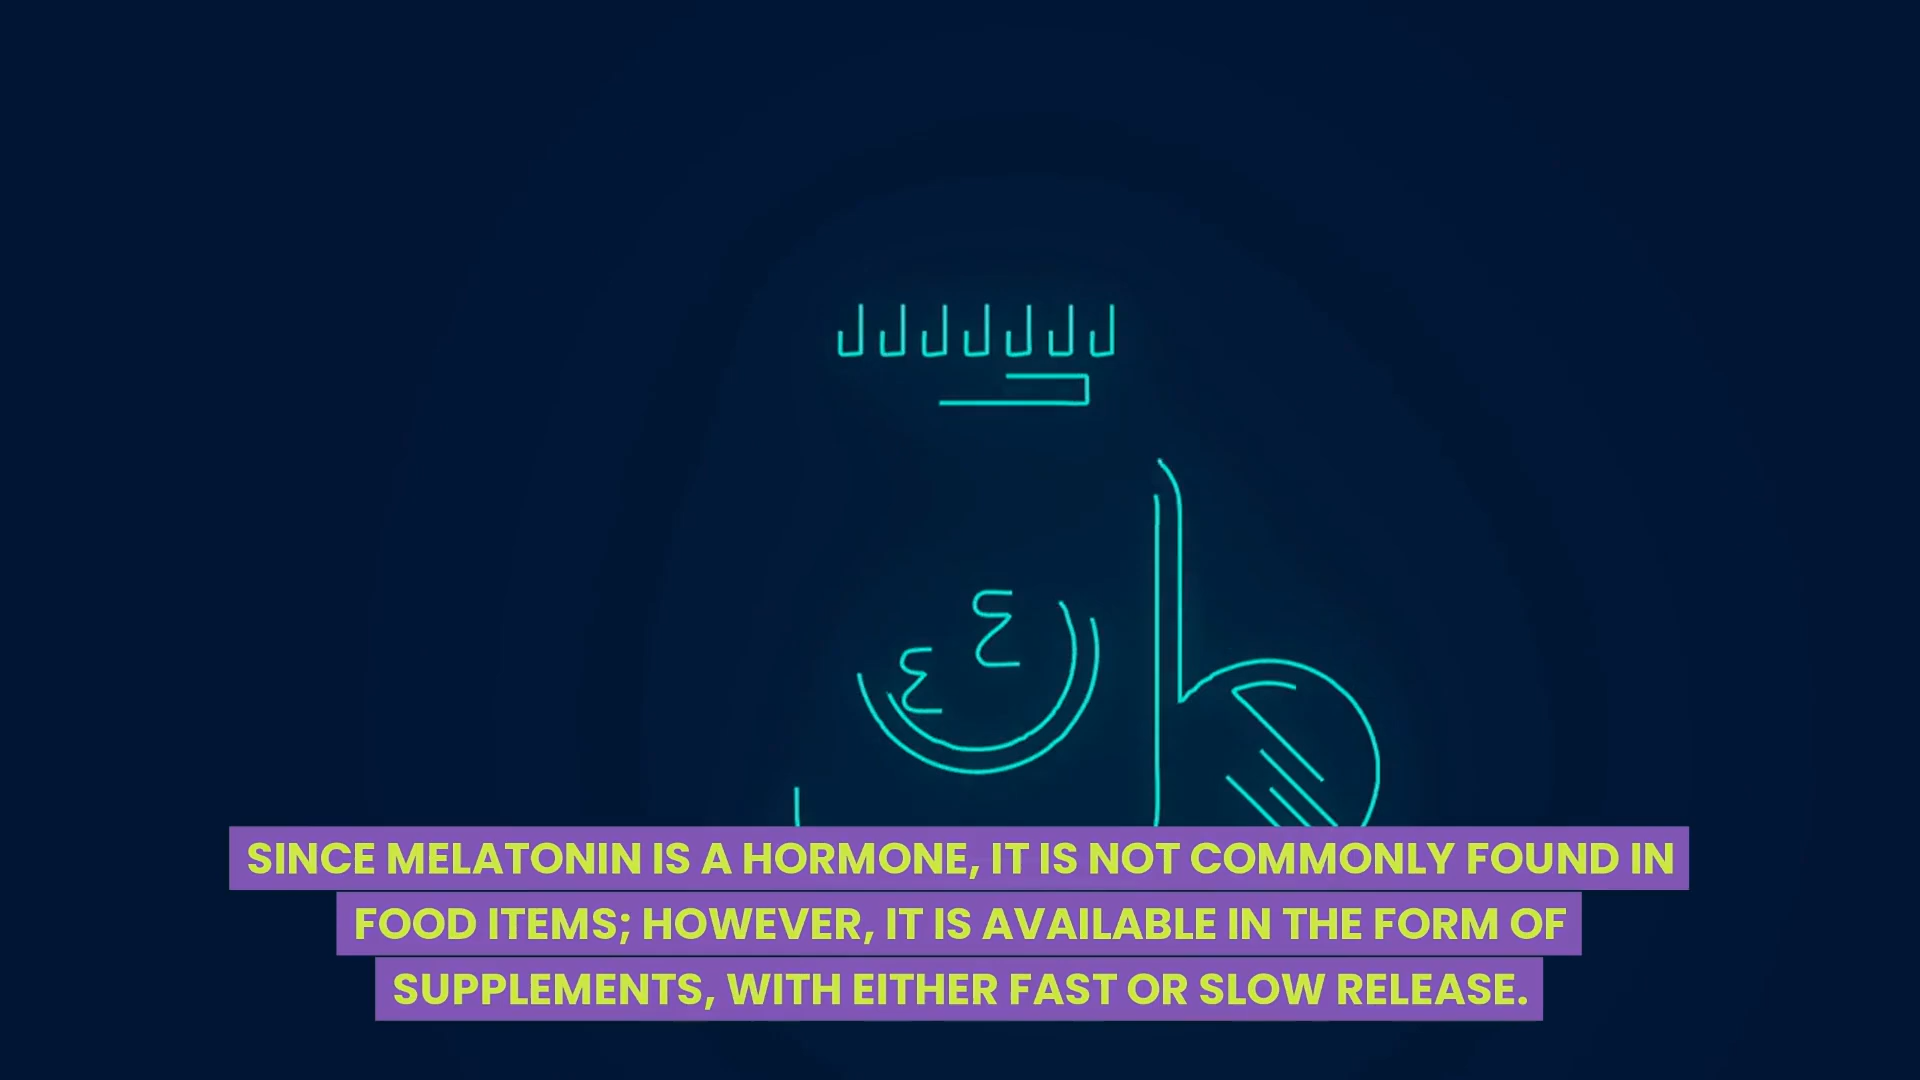 SINCE MELATONIN IS A HORMONE, IT IS NOT COMMONLY FOUND IN
FOOD ITEMS; HOWEVER, IT IS AVAILABLE IN THE FORM OF
SUPPLEMENTS, WITH EITHER FAST OR SLOW RELEASE.